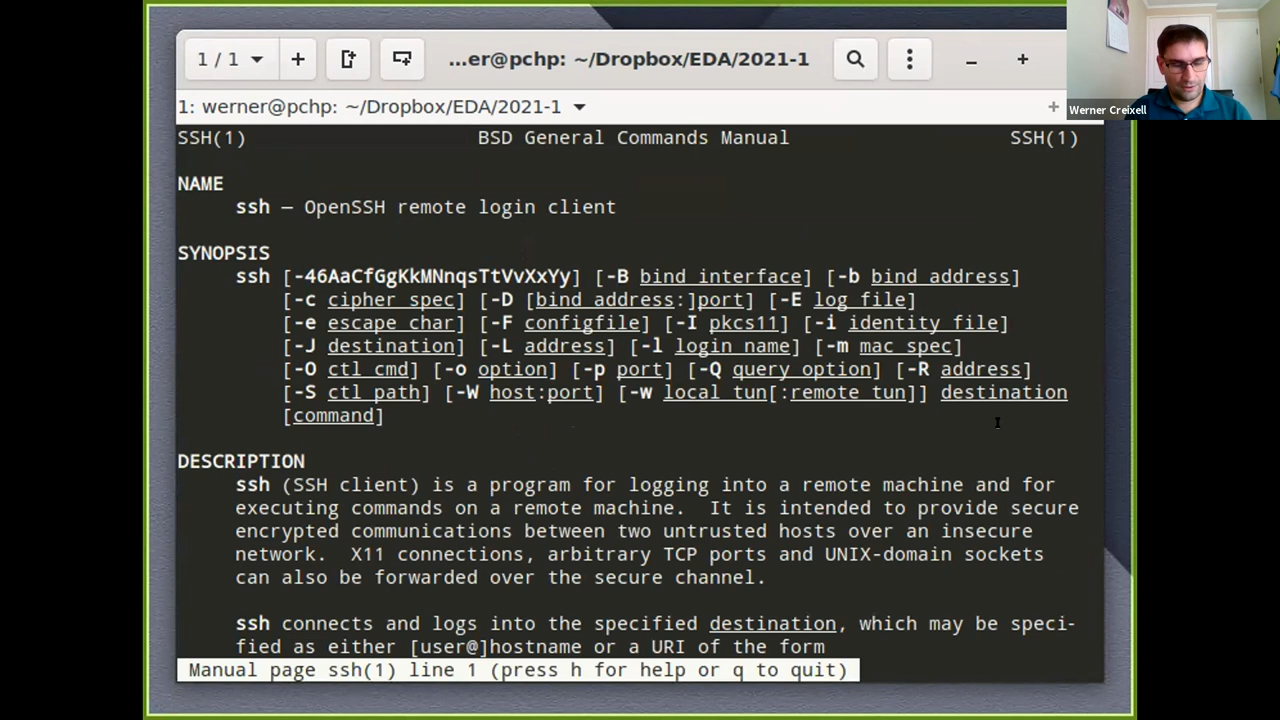 1 / 1
…er@pchp: ~/Dropbox/EDA/2021-1
1: werner@pchp: ~/Dropbox/EDA/2021-1
Werner Creixell
SSH(1) BSD General Commands Manual SSH(1)
NAME
ssh — OpenSSH remote login client
SYNOPSIS
ssh [-46AaCfGgKkMNnqsTtVvXxYy] [-B bind_interface] [-b bind_address]
[-c cipher_spec] [-D [bind_address:]port] [-E log_file]
[-e escape_char] [-F configfile] [-I pkcs11] [-i identity_file]
[-J destination] [-L address] [-l login_name] [-m mac_spec]
[-O ctl_cmd] [-o option] [-p port] [-Q query_option] [-R address]
[-S ctl_path] [-W host:port] [-w local_tun[:remote_tun]] destination
[command]
DESCRIPTION
ssh (SSH client) is a program for logging into a remote machine and for
executing commands on a remote machine.  It is intended to provide secure
encrypted communications between two untrusted hosts over an insecure
network.  X11 connections, arbitrary TCP ports and UNIX-domain sockets
can also be forwarded over the secure channel.
ssh connects and logs into the specified destination, which may be speci-
fied as either [user@]hostname or a URI of the form
Manual page ssh(1) line 1 (press h for help or q to quit)